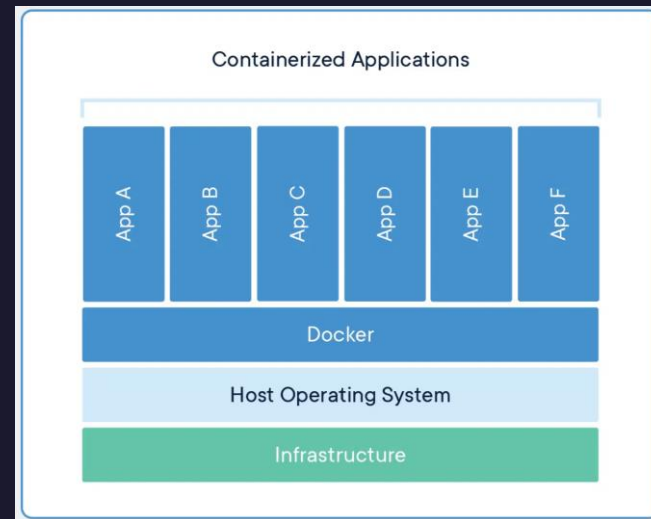 Containerized Applications
App A
App B
App C
App D
App E
App F
Docker
Host Operating System
Infrastructure